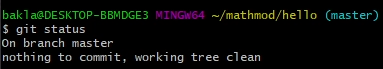 bakla@DESKTOP-BBMDGE3 MINGW64 ~/mathmod/hello (master)
$ git status
On branch master
nothing to commit, working tree clean